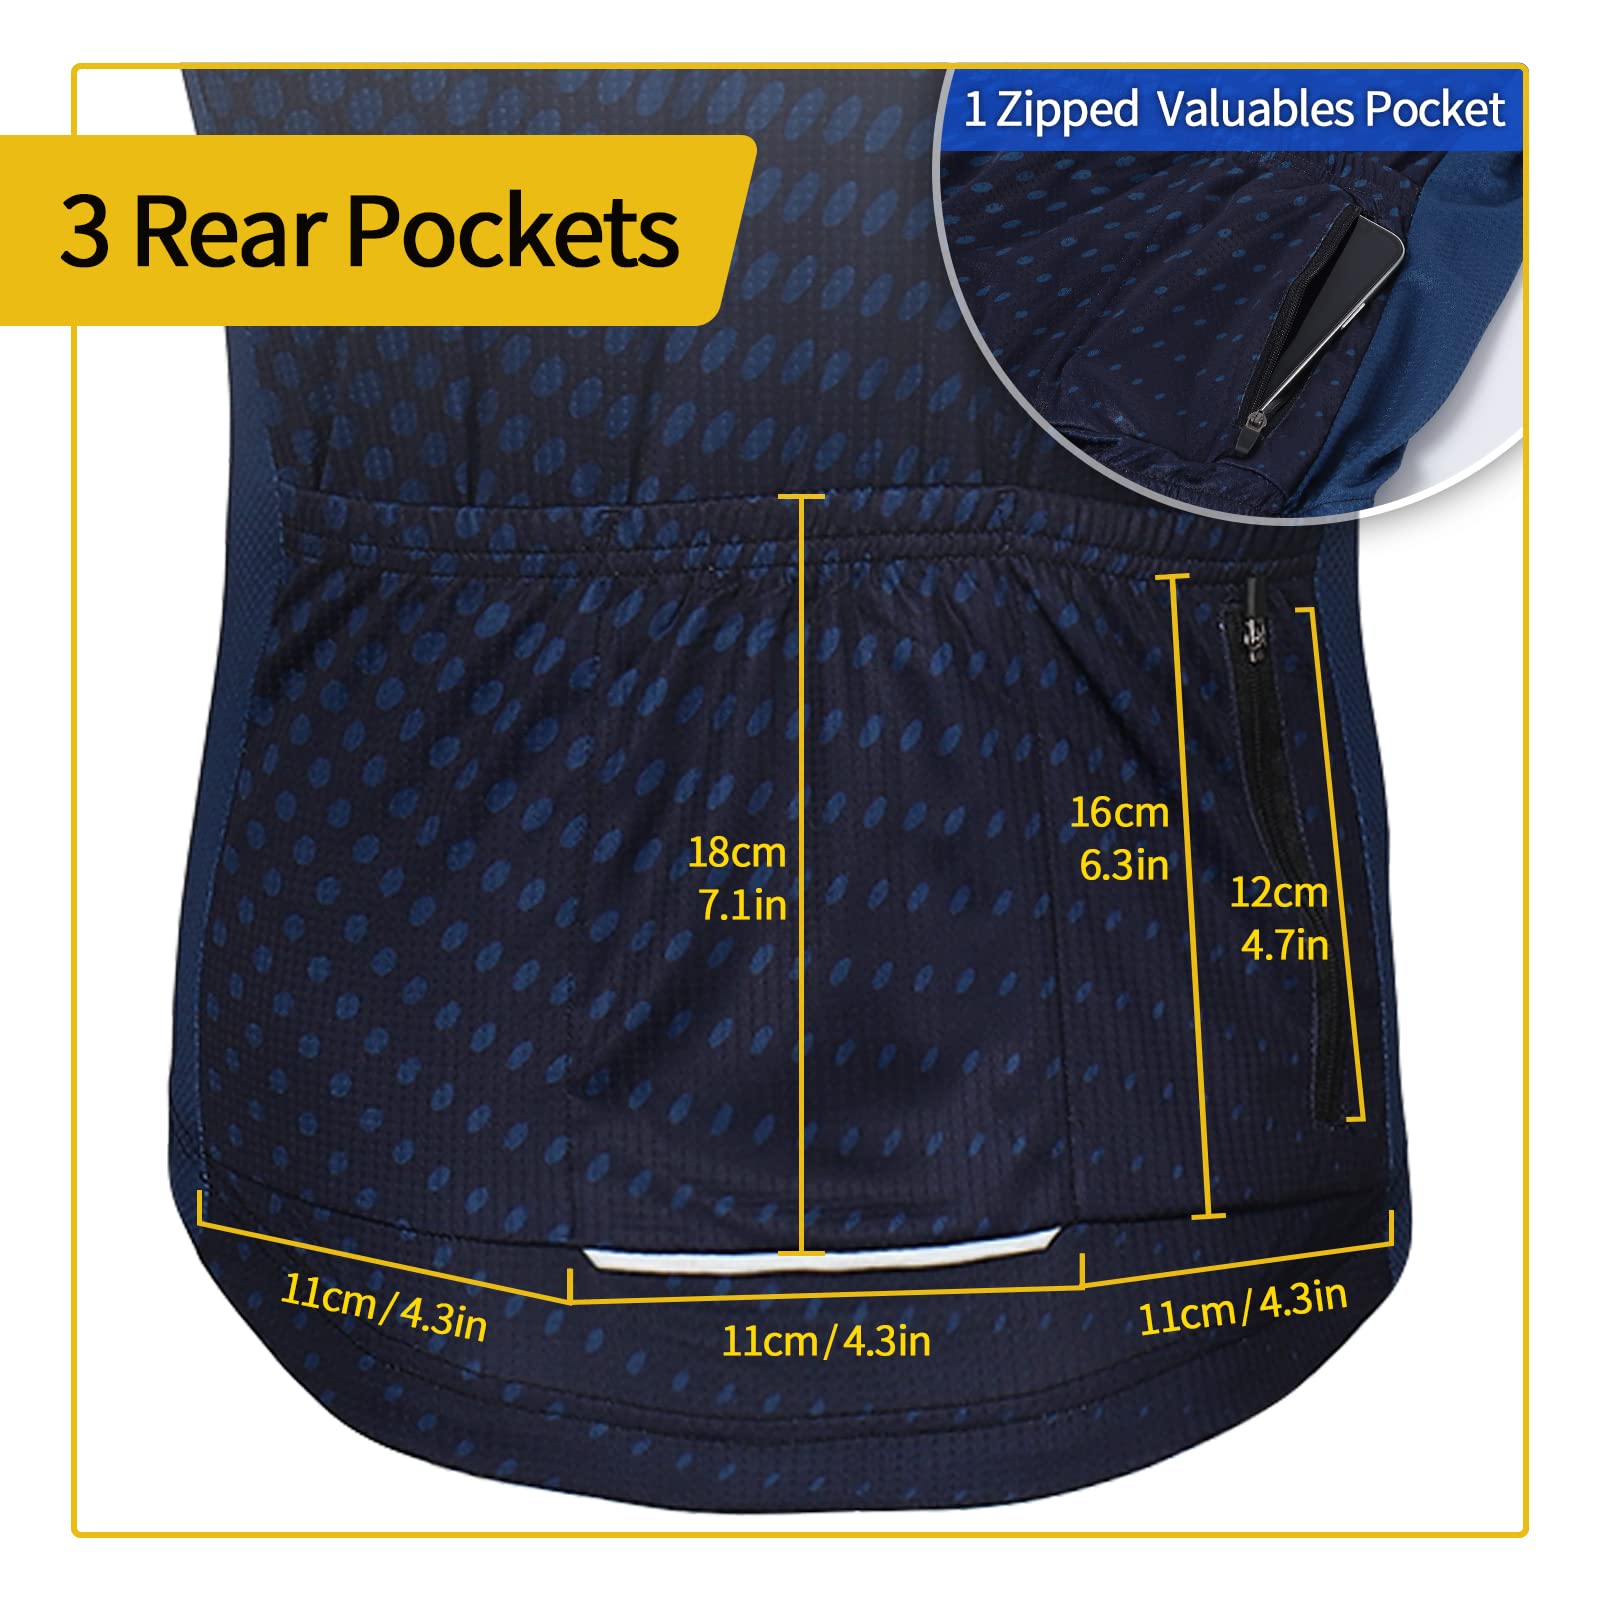 1 Zipped Valuables Pocket
3 Rear Pockets
18cm
7.1in
16cm
6.3in
12cm
4.7in
11cm/4.3in
11cm/4.3in
11cm/4.3in